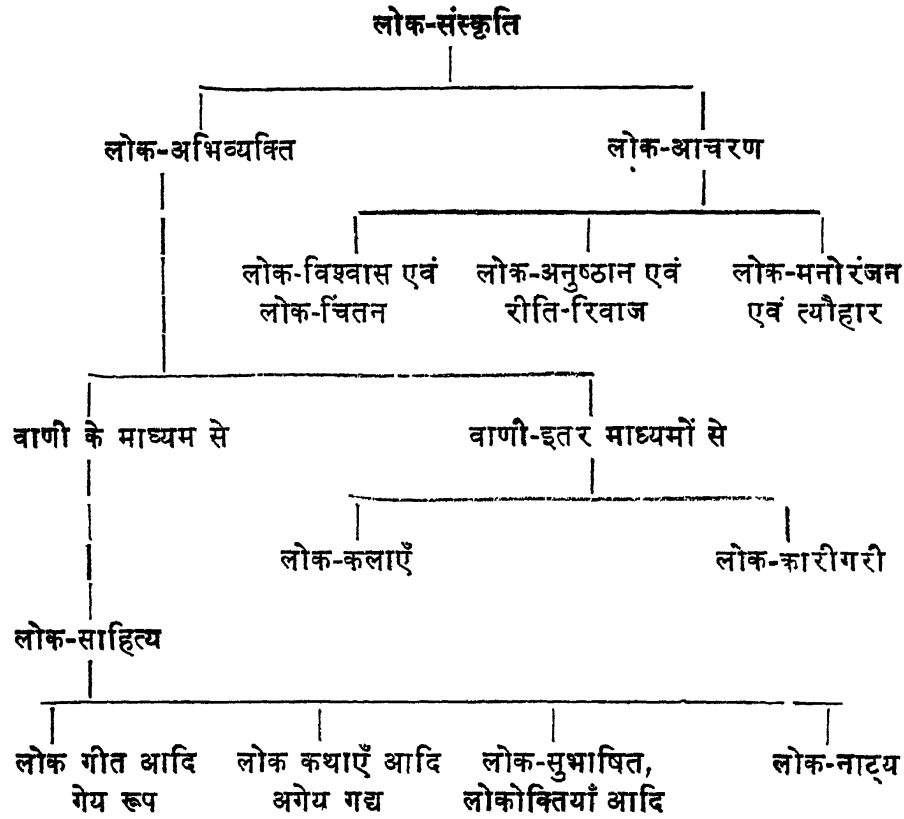 लोक-संस्कृति
लोक-अभिव्यक्ति लोक-आचरण
लोक-विश्वास एवं लोक-अनुष्ठान एवं लोक-मनोरंजन
लोक-चिंतन रीति-रिवाज एवं त्यौहार
वाणी के माध्यम से वाणी-इतर माध्यमों से
लोक-कलाएँ लोक-कारीगरी
लोक-साहित्य
लोक गीत आदि लोक कथाएँ आदि लोक-सुभाषित, लोक-नाट्य
गेय रूप अगेय गद्य लोकोक्तियाँ आदि